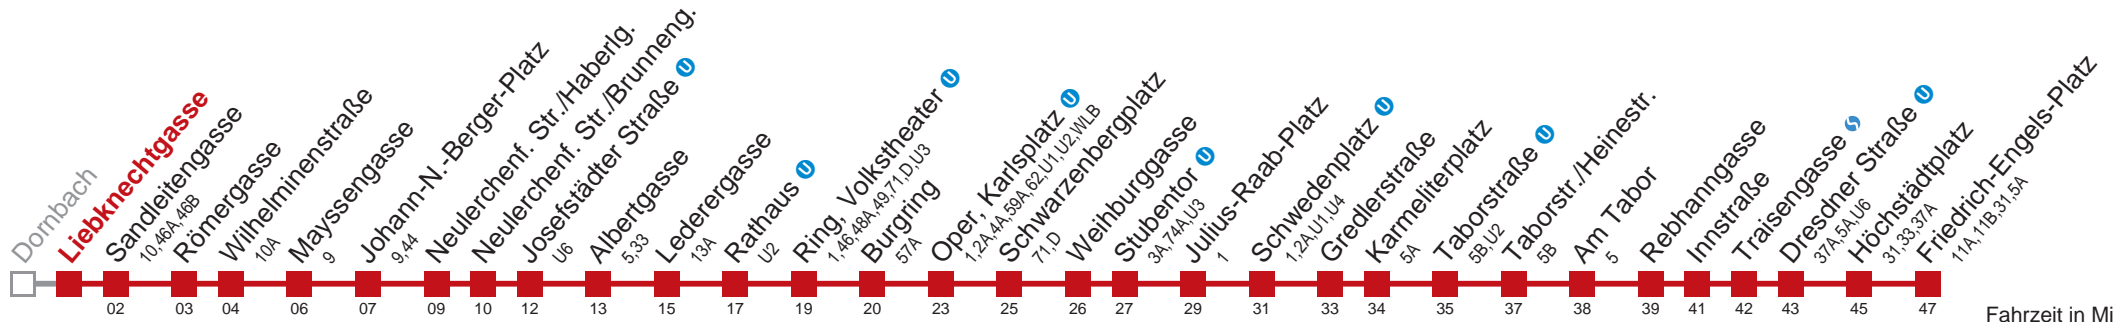 Dornbach
Liebknechtgasse
Sandleitengasse
10,46A,46B
Römergasse
Wilhelminenstraße
10A
Mayssengasse
9
Johann-N.-Berger-Platz
9,44
Neulerchenf. Str./Haberlg.
Neulerchenf. Str./Brunneng.
Josefstädter Straße U
U6
Albertgasse
5,33
Lederergasse
13A
Rathaus U
U2
Ring, Volkstheater U
1,46,48A,49,71,D,U3
Burgring
57A
Oper, Karlsplatz U
1,2A,4A,59A,62,U1,U2,WLB
Schwarzenbergplatz
71,D
Weihburggasse
Stubentor U
3A,74A,U3
Julius-Raab-Platz
1
Schwedenplatz U
1,2A,U1,U4
Gredlerstraße
Karmeliterplatz
5A
Taborstraße U
5B,U2
Taborstr./Heinestr.
5B
Am Tabor
5
Rebhanngasse
Innstraße
Traisengasse S
Dresdner Straße U
37A,5A,U6
Höchstädtplatz
31,33,37A
Friedrich-Engels-Platz
11A,11B,31,5A
02 03 04 06 07 09 10 12 13 15 17 19 20 23 25 26 27 29 31 33 34 35 37 38 39 41 42 43 45 47
Fahrzeit in Mi